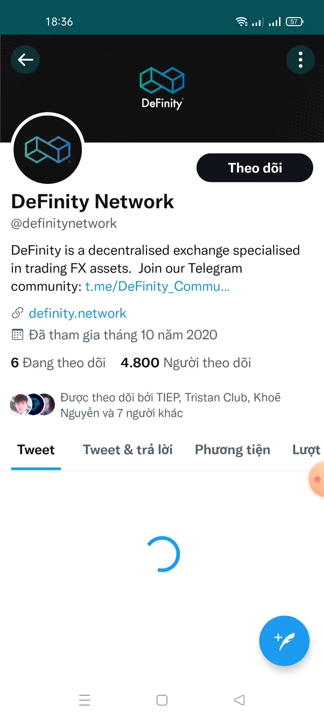 18:36
57
DeFinity
Theo dõi
DeFinity Network
@definitynetwork
DeFinity is a decentralised exchange specialised
in trading FX assets. Join our Telegram
community: t.me/DeFinity_Commu...
definity.network
Đã tham gia tháng 10 năm 2020
6 Đang theo dõi 4.800 Người theo dõi
Được theo dõi bởi TIEP, Tristan Club, Khoẽ
Nguyễn và 7 người khác
Tweet Tweet & trả lời Phương tiện Lượt